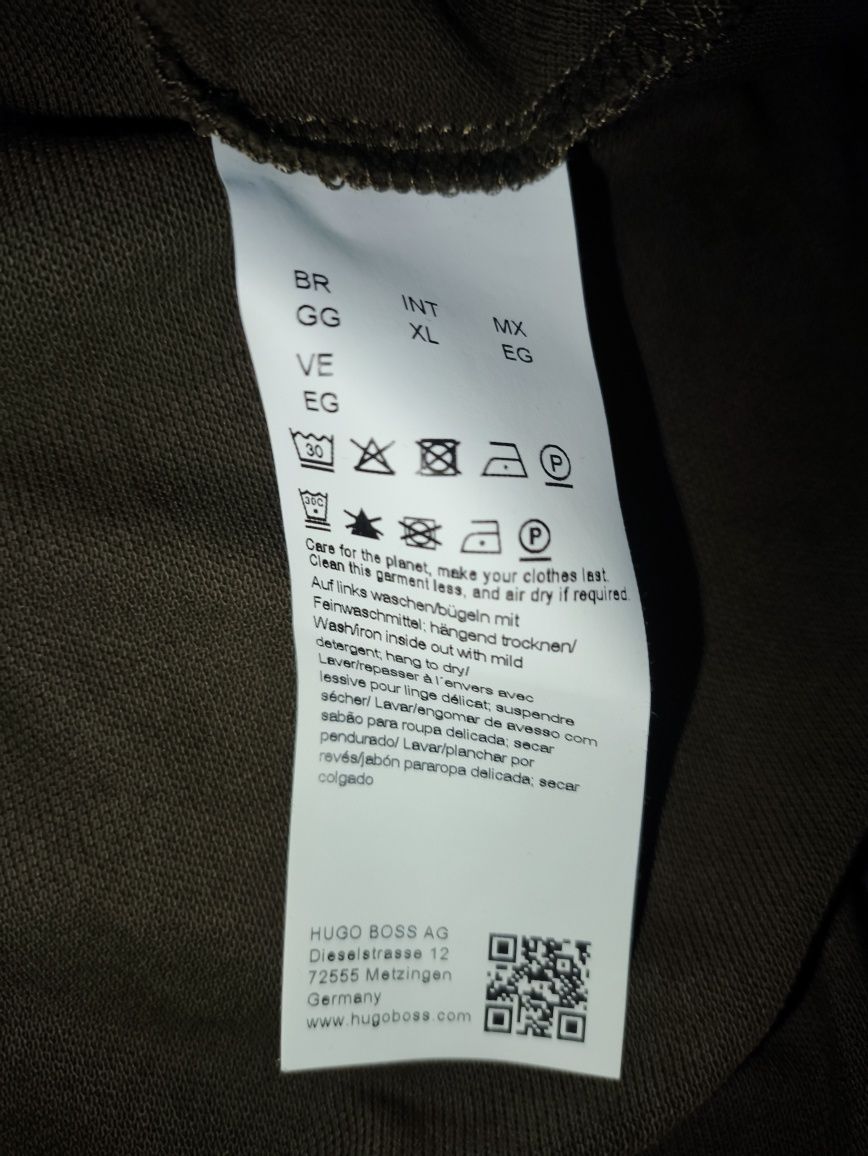 BR
GG
INT
XL
MX
EG
VE
EG
30
P
30C
P
Care for the planet, make your clothes last.
Clean this garment less, and air dry if required.
Auf links waschen/bügeln mit
Feinwaschmittel; hängend trocknen/
Wash/iron inside out with mild
detergent; hang to dry/
Laver/repasser à l'envers avec
lessive pour linge délicat; suspendre
sécher/ Lavar/engomar de avesso com
sabão para roupa delicada; secar
pendurado/ Lavar/planchar por
revés/jabón pararopa delicada; secar
colgado
HUGO BOSS AG
Dieselstrasse 12
72555 Metzingen
Germany
www.hugoboss.com